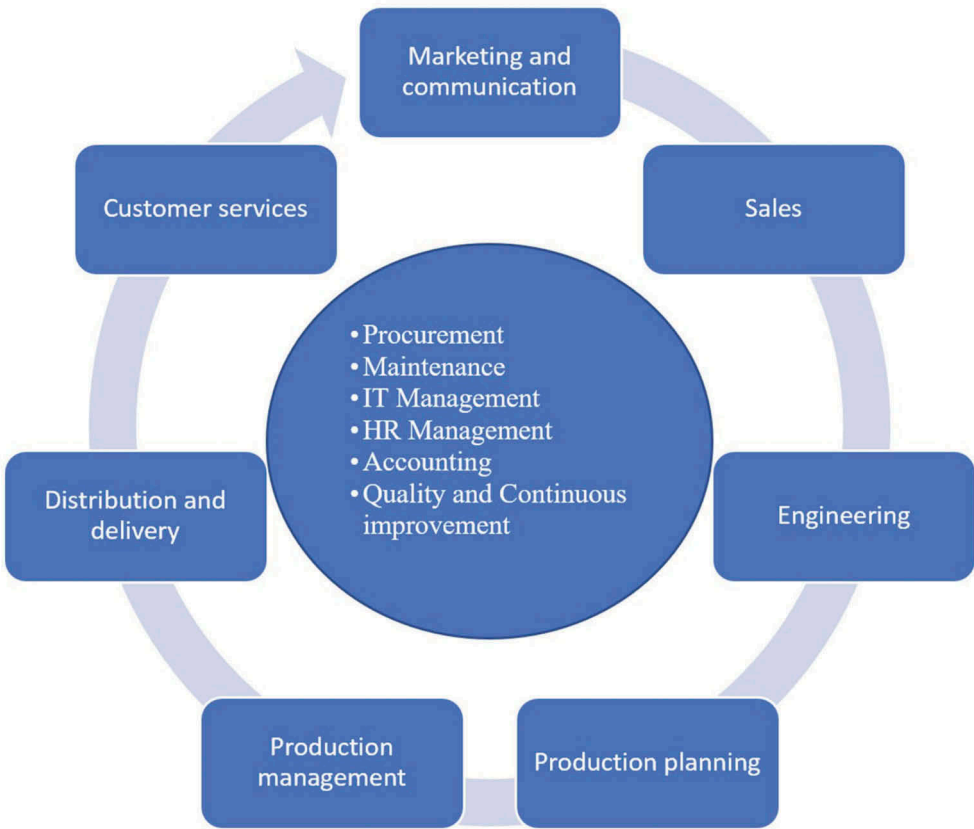 Marketing and
communication
Sales
Engineering
Production planning
Production
management
Distribution and
delivery
Customer services
•Procurement
•Maintenance
•IT Management
•HR Management
•Accounting
•Quality and Continuous
improvement